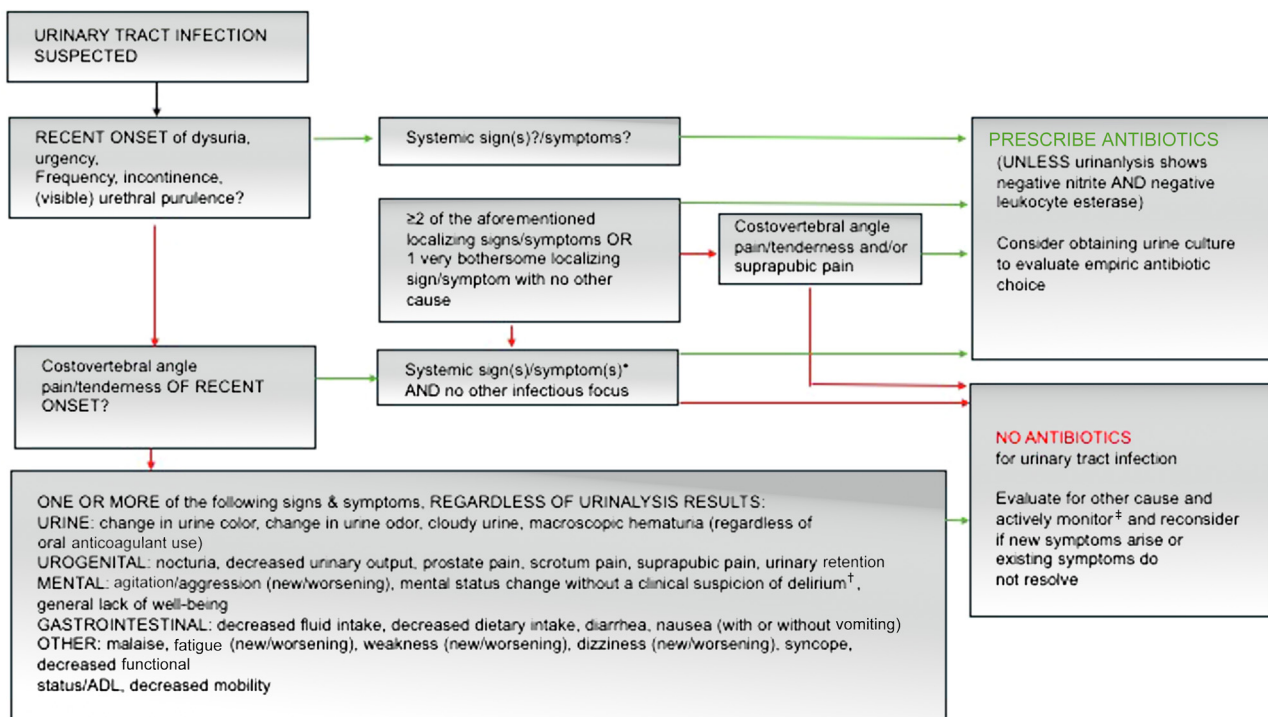 URINARY TRACT INFECTION
SUSPECTED
RECENT ONSET of dysuria,
urgency,
Frequency, incontinence,
(visible) urethral purulence?
Systemic sign(s)?/symptoms?
PRESCRIBE ANTIBIOTICS
(UNLESS urinanlysis shows
negative nitrite AND negative
leukocyte esterase)
Consider obtaining urine culture
to evaluate empiric antibiotic
choice
≥2 of the aforementioned
localizing signs/symptoms OR
1 very bothersome localizing
sign/symptom with no other
cause
Costovertebral angle
pain/tenderness and/or
suprapubic pain
Costovertebral angle
pain/tenderness OF RECENT
ONSET?
Systemic sign(s)/symptom(s)*
AND no other infectious focus
NO ANTIBIOTICS
for urinary tract infection
Evaluate for other cause and
actively monitor‡ and reconsider
if new symptoms arise or
existing symptoms do
not resolve
ONE OR MORE of the following signs & symptoms, REGARDLESS OF URINALYSIS RESULTS:
URINE: change in urine color, change in urine odor, cloudy urine, macroscopic hematuria (regardless of
oral anticoagulant use)
UROGENITAL: nocturia, decreased urinary output, prostate pain, scrotum pain, suprapubic pain, urinary retention
MENTAL: agitation/aggression (new/worsening), mental status change without a clinical suspicion of delirium†,
general lack of well-being
GASTROINTESTINAL: decreased fluid intake, decreased dietary intake, diarrhea, nausea (with or without vomiting)
OTHER: malaise, fatigue (new/worsening), weakness (new/worsening), dizziness (new/worsening), syncope,
decreased functional
status/ADL, decreased mobility